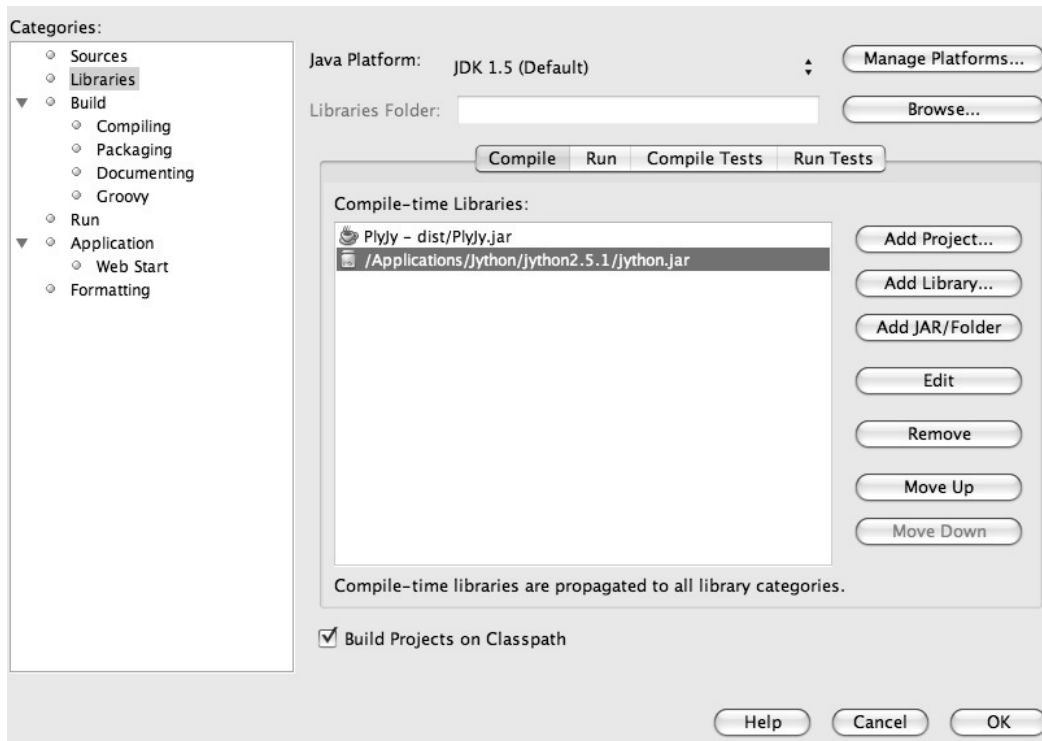 Categories:
Sources
Libraries
Build
Compiling
Packaging
Documenting
Groovy
Run
Application
Web Start
Formatting
Java Platform: JDK 1.5 (Default) Manage Platforms...
Libraries Folder: Browse...
Compile Run Compile Tests Run Tests
Compile-time Libraries:
PlyJy - dist/PlyJy.jar
/Applications/Jython/jython2.5.1/jython.jar
Add Project...
Add Library...
Add JAR/Folder
Edit
Remove
Move Up
Move Down
Compile-time libraries are propagated to all library categories.
Build Projects on Classpath
Help Cancel OK